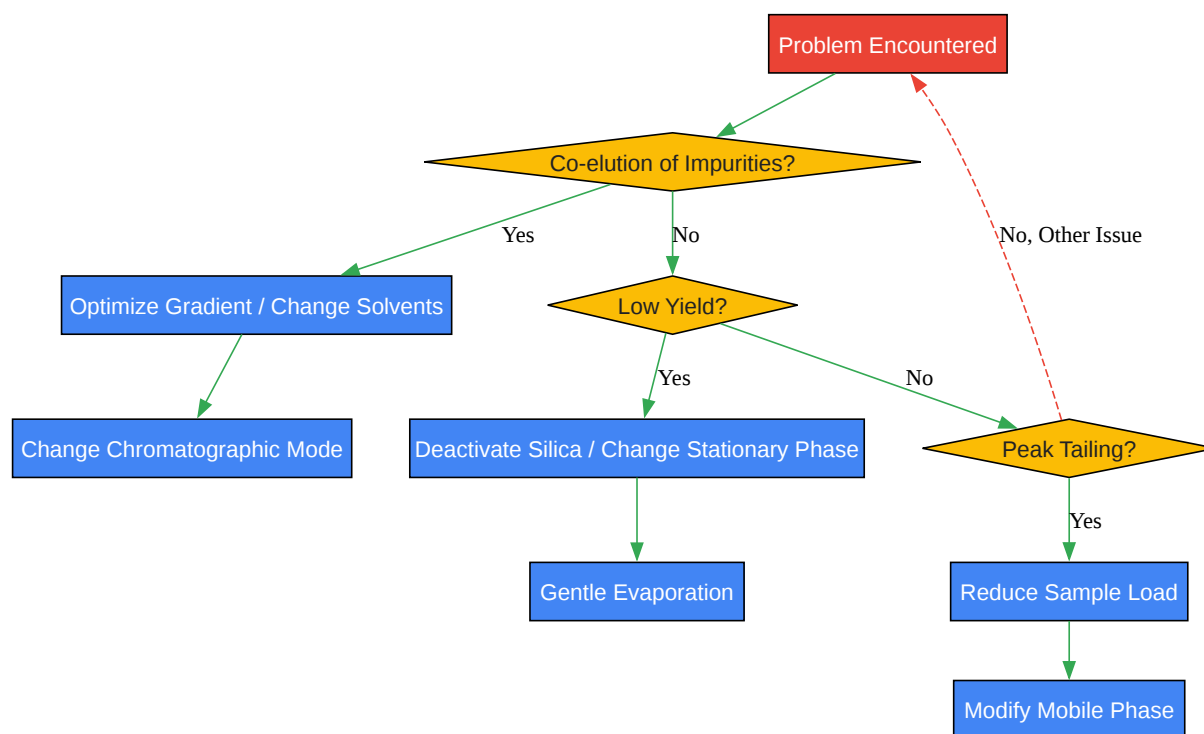 Problem Encountered
Co-elution of Impurities?
Yes
No
No, Other Issue
Optimize Gradient / Change Solvents
Low Yield?
Yes
No
Change Chromatographic Mode
Deactivate Silica / Change Stationary Phase
Peak Tailing?
Yes
Gentle Evaporation
Reduce Sample Load
Modify Mobile Phase